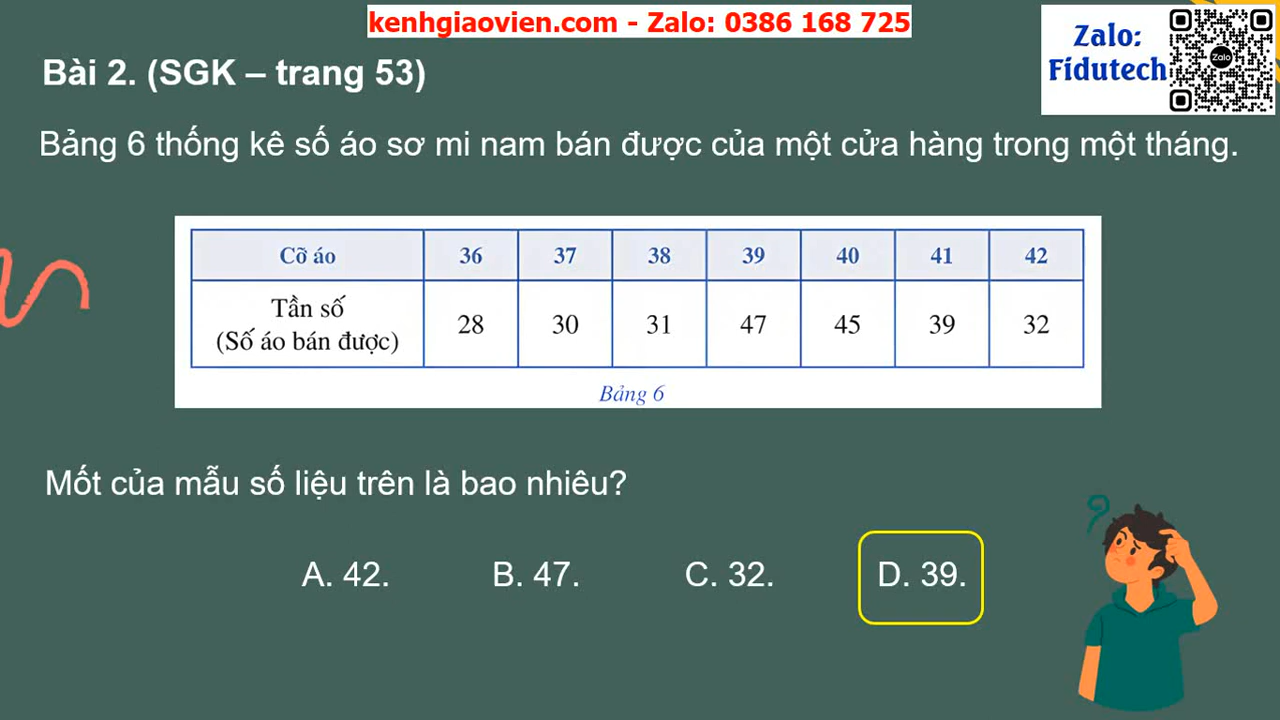 kenhgiaovien.com - Zalo: 0386 168 725
Zalo:
Fidutech
Zalo
Bài 2. (SGK – trang 53)
Bảng 6 thống kê số áo sơ mi nam bán được của một cửa hàng trong một tháng.
Cỡ áo 36 37 38 39 40 41 42
Tần số
(Số áo bán được) 28 30 31 47 45 39 32
Bảng 6
Mốt của mẫu số liệu trên là bao nhiêu?
A. 42. B. 47. C. 32. D. 39.